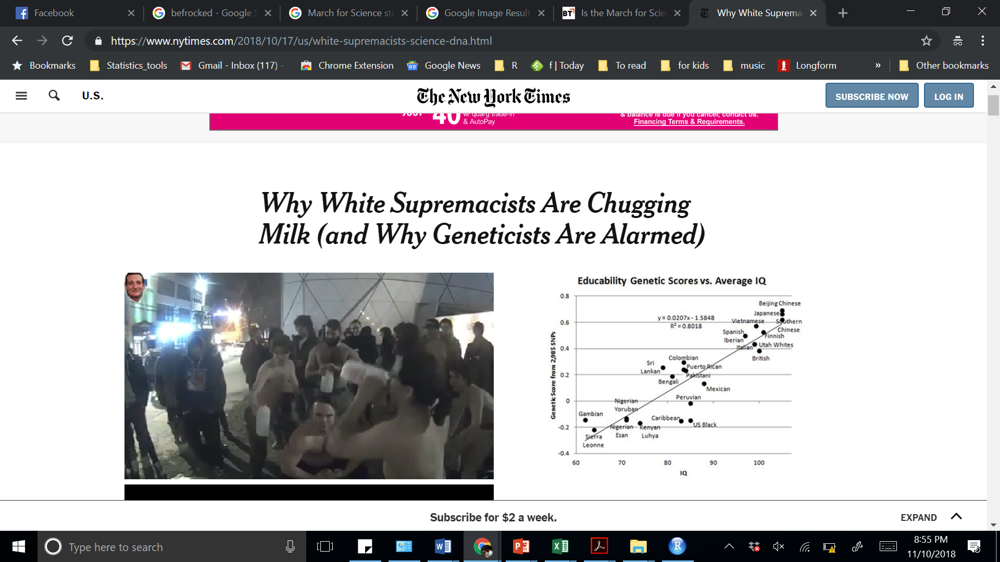 Facebook
befrocked - Google S
March for Science ste
Google Image Result
Is the March for Scie
Why White Suprema
https://www.nytimes.com/2018/10/17/us/white-supremacists-science-dna.html
Bookmarks
Statistics_tools
Gmail - Inbox (117) -
Chrome Extension
Google News
R
f | Today
To read
for kids
music
Longform
»
Other bookmarks
U.S.
The New York Times
SUBSCRIBE NOW
LOG IN
JUST 40 w/ qualifying trade-in
& AutoPay
& balance is due if you cancel; contact us.
Financing Terms & Requirements.
Why White Supremacists Are Chugging
Milk (and Why Geneticists Are Alarmed)
Educability Genetic Scores vs. Average IQ
Genetic Score from 2,985 SNPs
0.8
0.6
0.4
0.2
0
-0.2
-0.4
y = 0.0207x - 1.5848
R² = 0.8018
Beijing Chinese
Japanese
Vietnamese
Southern
Chinese
Spanish
Iberian
Finnish
Italian
Utah Whites
British
Colombian
Sri
Lankan
Puerto Rican
Pakistani
Bengali
Mexican
Peruvian
Nigerian
Yoruban
Gambian
Caribbean
US Black
Nigerian
Esan
Kenyan
Luhya
Sierra
Leonne
60
70
80
90
100
IQ
Subscribe for $2 a week.
EXPAND
Type here to search
8:55 PM
11/10/2018